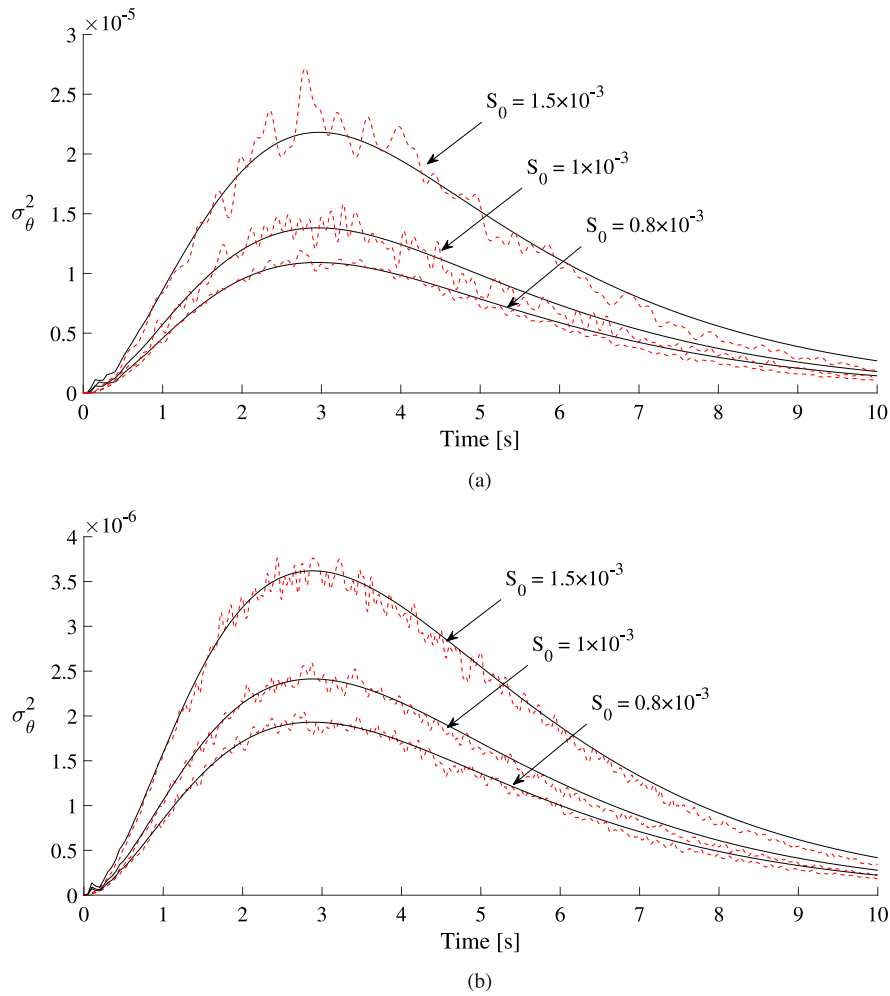 ×10⁻⁵
3
2.5
2
1.5
1
0.5
0
σ_θ²
S₀ = 1.5×10⁻³
S₀ = 1×10⁻³
S₀ = 0.8×10⁻³
0 1 2 3 4 5 6 7 8 9 10
Time [s]
(a)
×10⁻⁶
4
3.5
3
2.5
2
1.5
1
0.5
0
σ_θ²
S₀ = 1.5×10⁻³
S₀ = 1×10⁻³
S₀ = 0.8×10⁻³
0 1 2 3 4 5 6 7 8 9 10
Time [s]
(b)